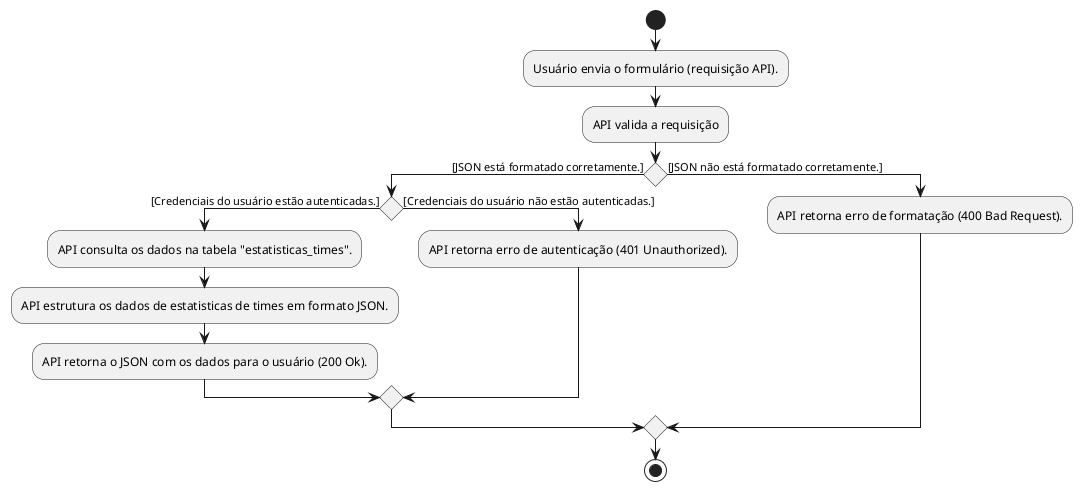 Usuário envia o formulário (requisição API).
API valida a requisição
[JSON está formatado corretamente.]
[JSON não está formatado corretamente.]
[Credenciais do usuário estão autenticadas.]
[Credenciais do usuário não estão autenticadas.]
API retorna erro de formatação (400 Bad Request).
API consulta os dados na tabela "estatisticas_times".
API retorna erro de autenticação (401 Unauthorized).
API estrutura os dados de estatisticas de times em formato JSON.
API retorna o JSON com os dados para o usuário (200 Ok).